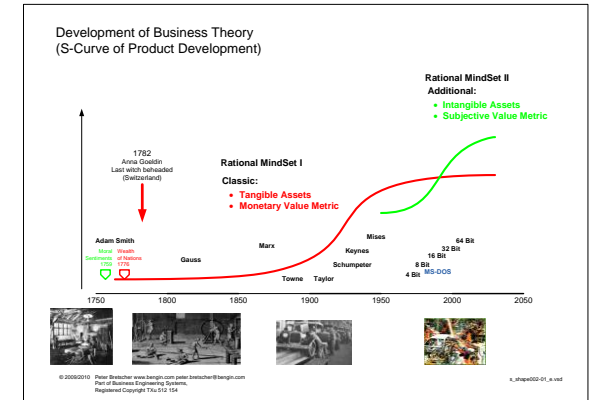 Development of Business Theory
(S-Curve of Product Development)
Rational MindSet II
Additional:
• Intangible Assets
• Subjective Value Metric
1782
Anna Goeldin
Last witch beheaded
(Switzerland)
Rational MindSet I
Classic:
• Tangible Assets
• Monetary Value Metric
Adam Smith
Moral
Sentiments
1759
Wealth
of Nations
1776
Gauss
Marx
Towne
Taylor
Schumpeter
Keynes
Mises
4 Bit
8 Bit
MS-DOS
16 Bit
32 Bit
64 Bit
1750 1800 1850 1900 1950 2000 2050
© 2009/2010 Peter Bretscher www.bengin.com peter.bretscher@bengin.com
Part of Business Engineering Systems,
Registered Copyright TXu 512 154
s_shape002-01_e.vsd